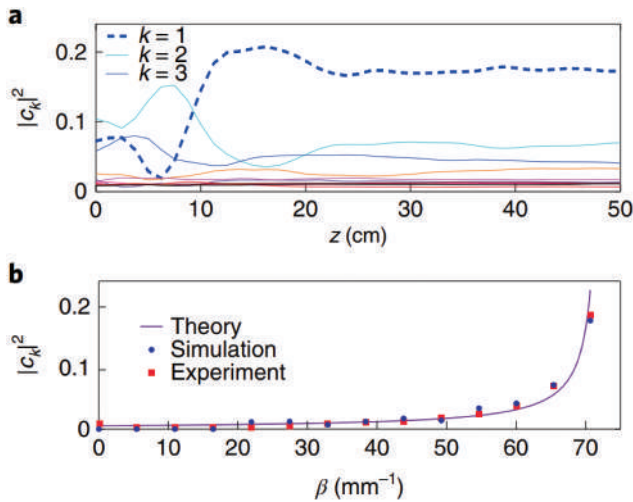 a
0.2
0.1
0
|c_k|²
k = 1
k = 2
k = 3
0 10 20 30 40 50
z (cm)
b
0.2
0.1
0
|c_k|²
Theory
Simulation
Experiment
0 10 20 30 40 50 60 70
β (mm⁻¹)